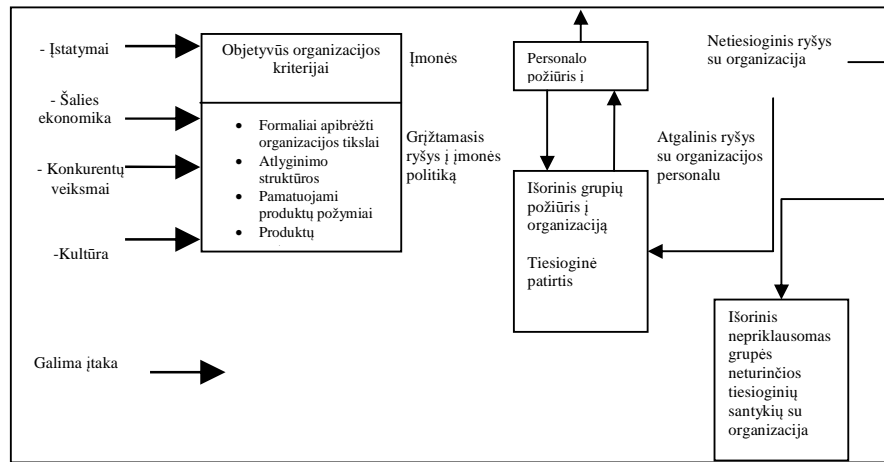 - Įstatymai
- Šalies
ekonomika
- Konkurentų
veiksmai
-Kultūra
Galima įtaka
Objetyvūs organizacijos
kriterijai
• Formaliai apibrėžti
organizacijos tikslai
• Atlyginimo
struktūros
• Pamatuojami
produktų požymiai
• Produktų
Įmonės
Grįžtamasis
ryšys į įmonės
politiką
Personalo
požiūris į
Išorinis grupių
požiūris į
organizaciją
Tiesioginė
patirtis
Netiesioginis ryšys
su organizacija
Atgalinis ryšys
su organizacijos
personalu
Išorinis
nepriklausomas
grupės
neturinčios
tiesioginių
santykių su
organizacija